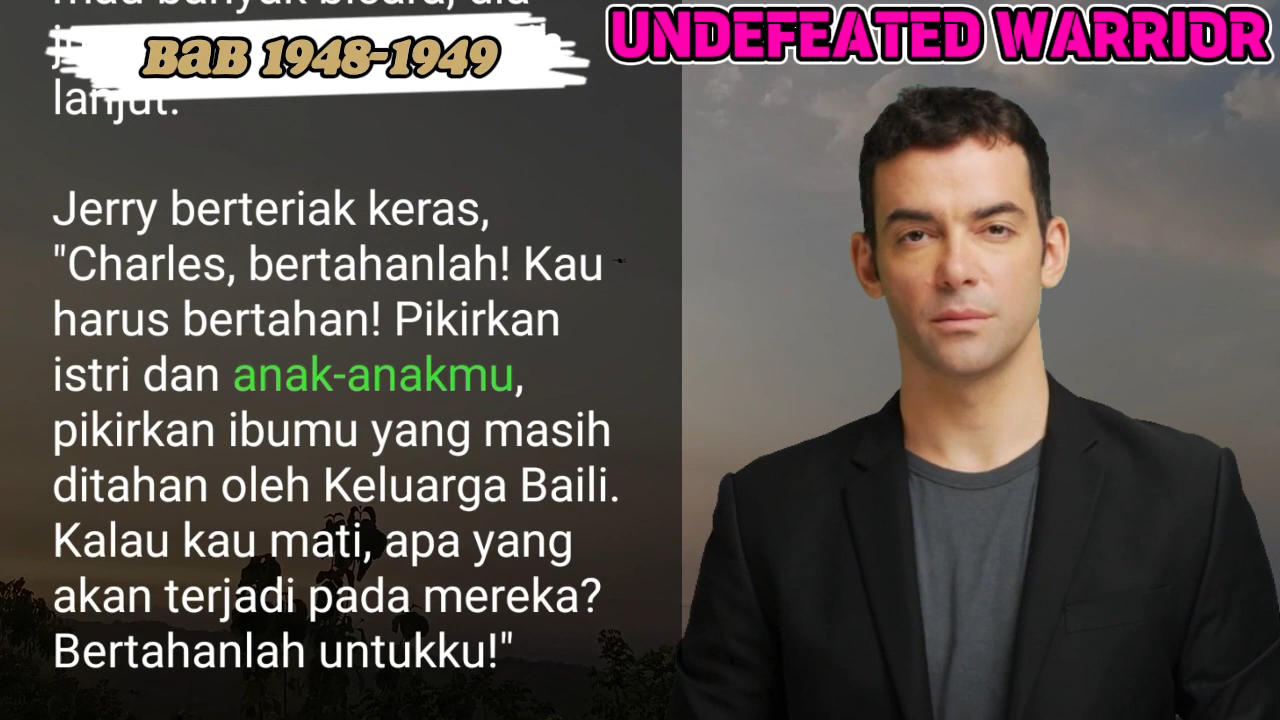 BAB 1948-1949
UNDEFEATED WARRIOR
lanjut.
Jerry berteriak keras,
"Charles, bertahanlah! Kau
harus bertahan! Pikirkan
istri dan anak-anakmu,
pikirkan ibumu yang masih
ditahan oleh Keluarga Baili.
Kalau kau mati, apa yang
akan terjadi pada mereka?
Bertahanlah untukku!"